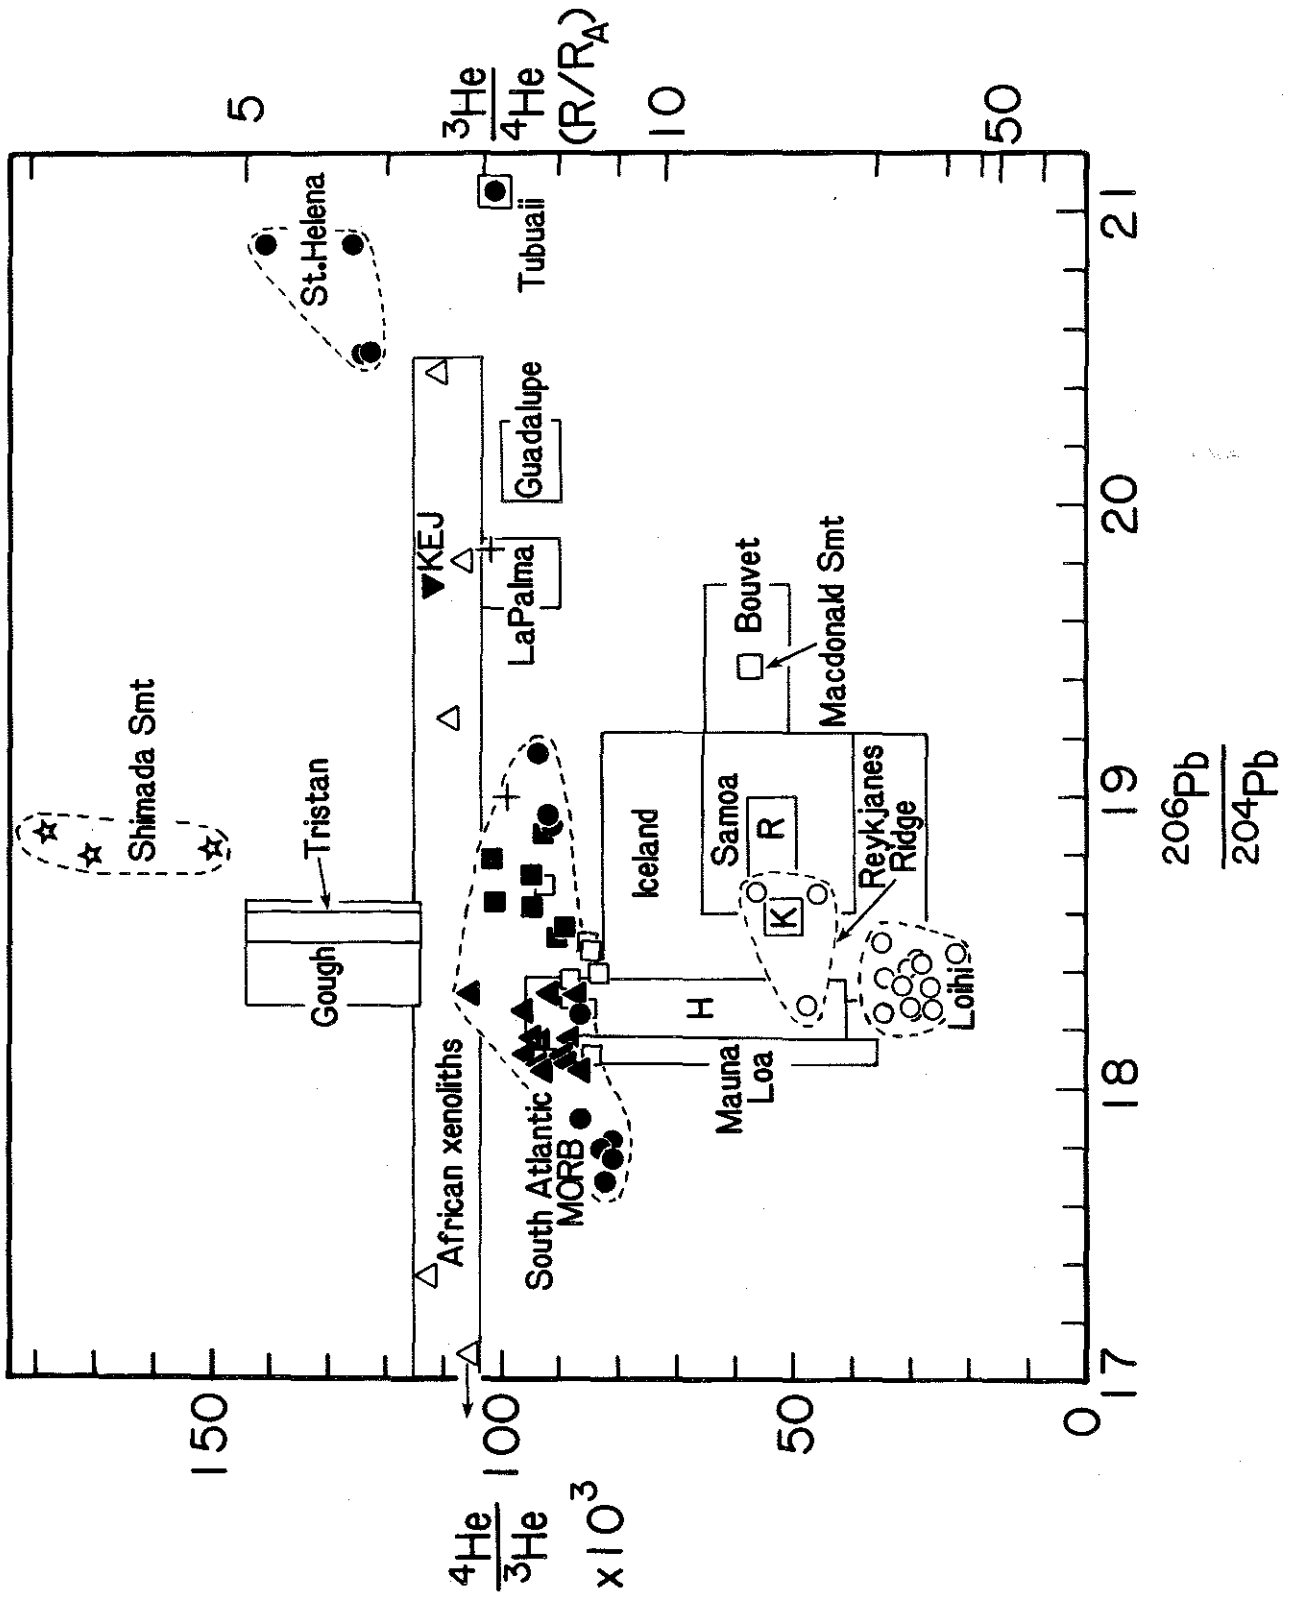 ⁴He
³He
x10³
150
100
50
0
³He
⁴He
(R/R_A)
5
10
50
Shimada Smt
St.Helena
Tristan
Gough
KEJ
African xenoliths
Tubuaii
Guadalupe
LaPalma
South Atlantic
MORB
Iceland
Samoa
Bouvet
Macdonald Smt
R
K
H
Reykjanes
Ridge
Mauna
Loa
Loihi
17
18
19
20
21
²⁰⁶Pb
²⁰⁴Pb